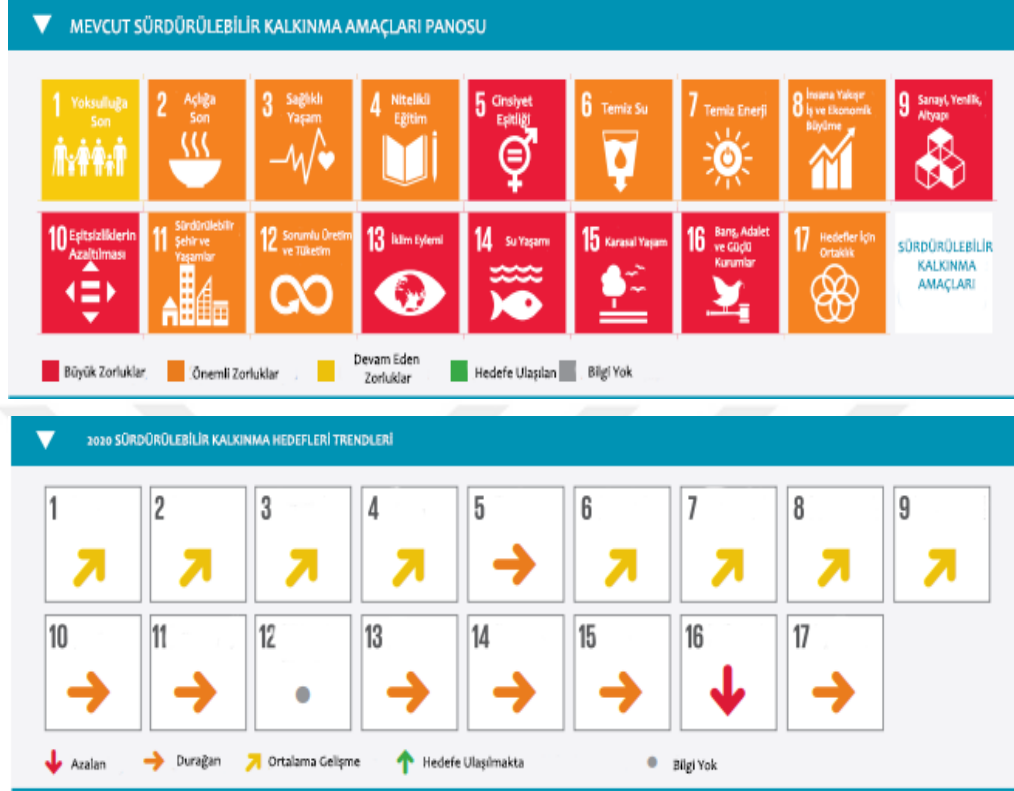 MEVCUT SÜRDÜRÜLEBİLİR KALKINMA AMAÇLARI PANOSU
1 Yoksulluğa
Son
2 Açlığa
Son
3 Sağlıklı
Yaşam
4 Nitelikli
Eğitim
5 Cinsiyet
Eşitliği
6 Temiz Su
7 Temiz Enerji
8 İnsana Yakışır
İş ve Ekonomik
Büyüme
9 Sanayi, Yenilik,
Altyapı
10 Eşitsizliklerin
Azaltılması
11 Sürdürülebilir
Şehir ve
Yaşamlar
12 Sorumlu Üretim
ve Tüketim
13 İklim Eylemi
14 Su Yaşamı
15 Karasal Yaşam
16 Barış, Adalet
ve Güçlü
Kurumlar
17 Hedefler İçin
Ortaklık
SÜRDÜRÜLEBİLİR
KALKINMA
AMAÇLARI
Büyük Zorluklar
Önemli Zorluklar
Devam Eden
Zorluklar
Hedefe Ulaşılan
Bilgi Yok
2020 SÜRDÜRÜLEBİLİR KALKINMA HEDEFLERİ TRENDLERİ
1 2 3 4 5 6 7 8 9
10 11 12 13 14 15 16 17
Azalan
Durağan
Ortalama Gelişme
Hedefe Ulaşılmakta
Bilgi Yok